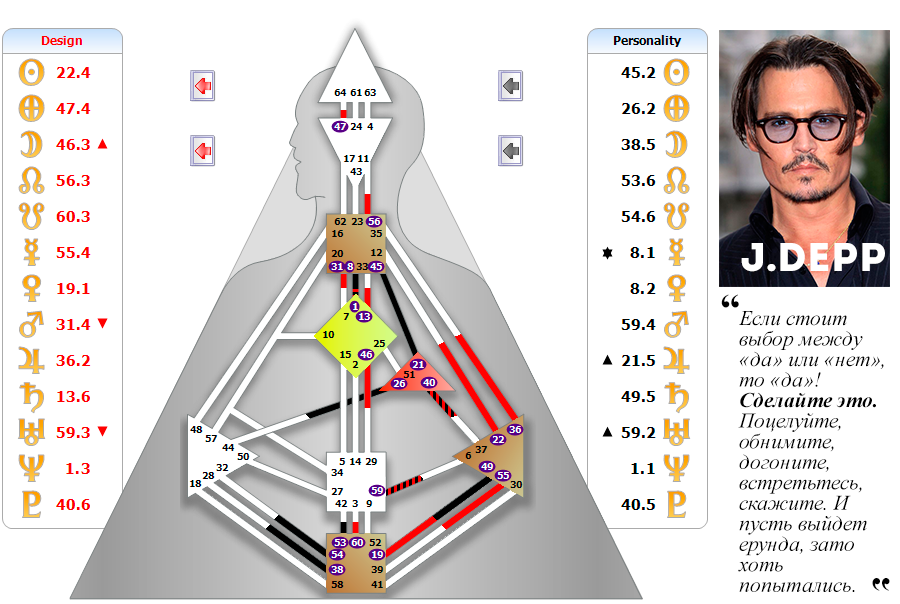 Design
22.4
47.4
46.3
56.3
60.3
55.4
19.1
31.4
36.2
13.6
59.3
1.3
40.6
64 61 63
47 24 4
17 11
43
62 23 56
16 35
20 12
31 8 33 45
1
7 13
10
25
15 46
2
21
51
26 40
48
57
44
50
32
28
18
5 14 29
34
27 59
42 3 9
36
22
37
6
49
55
30
53 60 52
54 19
38 39
58 41
Personality
45.2
26.2
38.5
53.6
54.6
8.1
8.2
59.4
21.5
49.5
59.2
1.1
40.5
J.DEPP
“
Если стоит
выбор между
«да» или «нет»,
то «да»!
Сделайте это.
Поцелуйте,
обнимите,
догоните,
встретьтесь,
скажите. И
пусть выйдет
ерунда, зато
хоть
попытались. ”